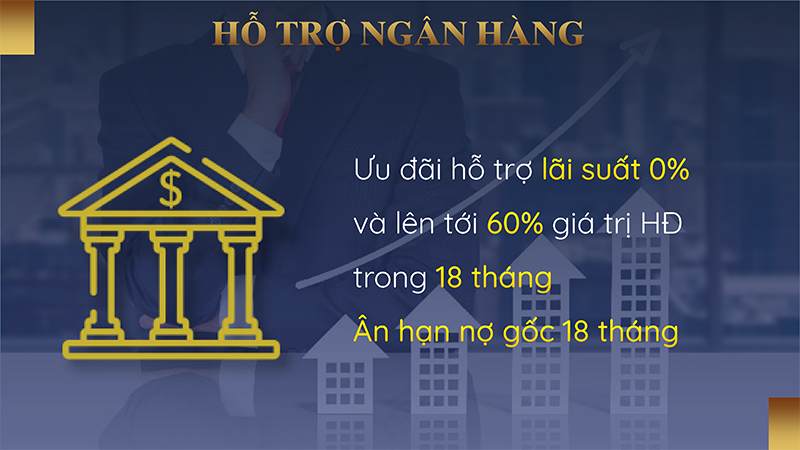 HỖ TRỢ NGÂN HÀNG
$
Ưu đãi hỗ trợ lãi suất 0%
và lên tới 60% giá trị HĐ
trong 18 tháng
Ân hạn nợ gốc 18 tháng